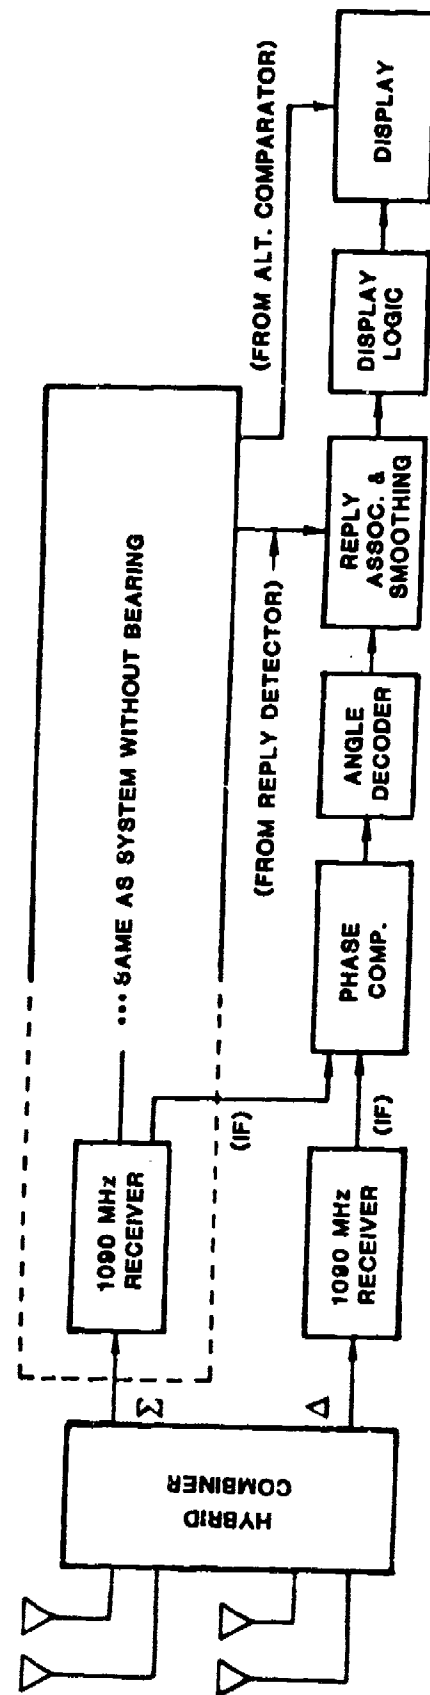 HYBRID
COMBINER
Σ
Δ
1090 MHz
RECEIVER
... SAME AS SYSTEM WITHOUT BEARING
(IF)
1090 MHz
RECEIVER
(IF)
PHASE
COMP.
ANGLE
DECODER
(FROM REPLY DETECTOR)
REPLY
ASSOC. &
SMOOTHING
DISPLAY
LOGIC
(FROM ALT. COMPARATOR)
DISPLAY